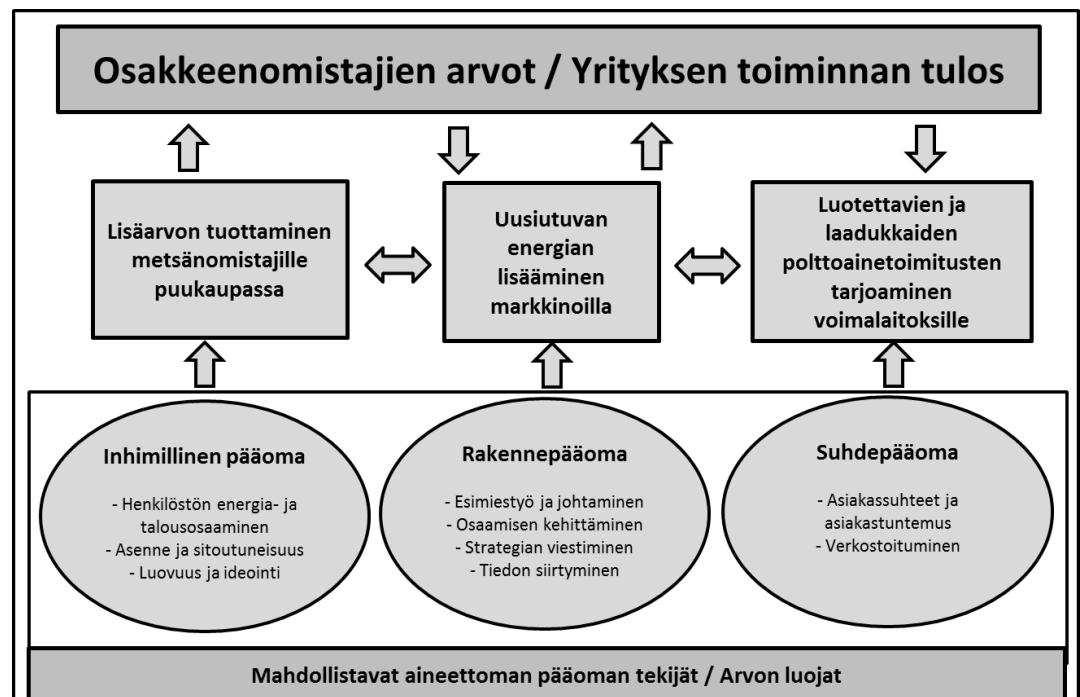 Osakkeenomistajien arvot / Yrityksen toiminnan tulos
Lisäarvon tuottaminen
metsänomistajille
puukaupassa
Uusiutuvan
energian
lisääminen
markkinoilla
Luotettavien ja
laadukkaiden
polttoainetoimitusten
tarjoaminen
voimalaitoksille
Inhimillinen pääoma
- Henkilöstön energia- ja
talousosaaminen
- Asenne ja sitoutuneisuus
- Luovuus ja ideointi
Rakennepääoma
- Esimiestyö ja johtaminen
- Osaamisen kehittäminen
- Strategian viestiminen
- Tiedon siirtyminen
Suhdepääoma
- Asiakassuhteet ja
asiakastuntemus
- Verkostoituminen
Mahdollistavat aineettoman pääoman tekijät / Arvon luojat